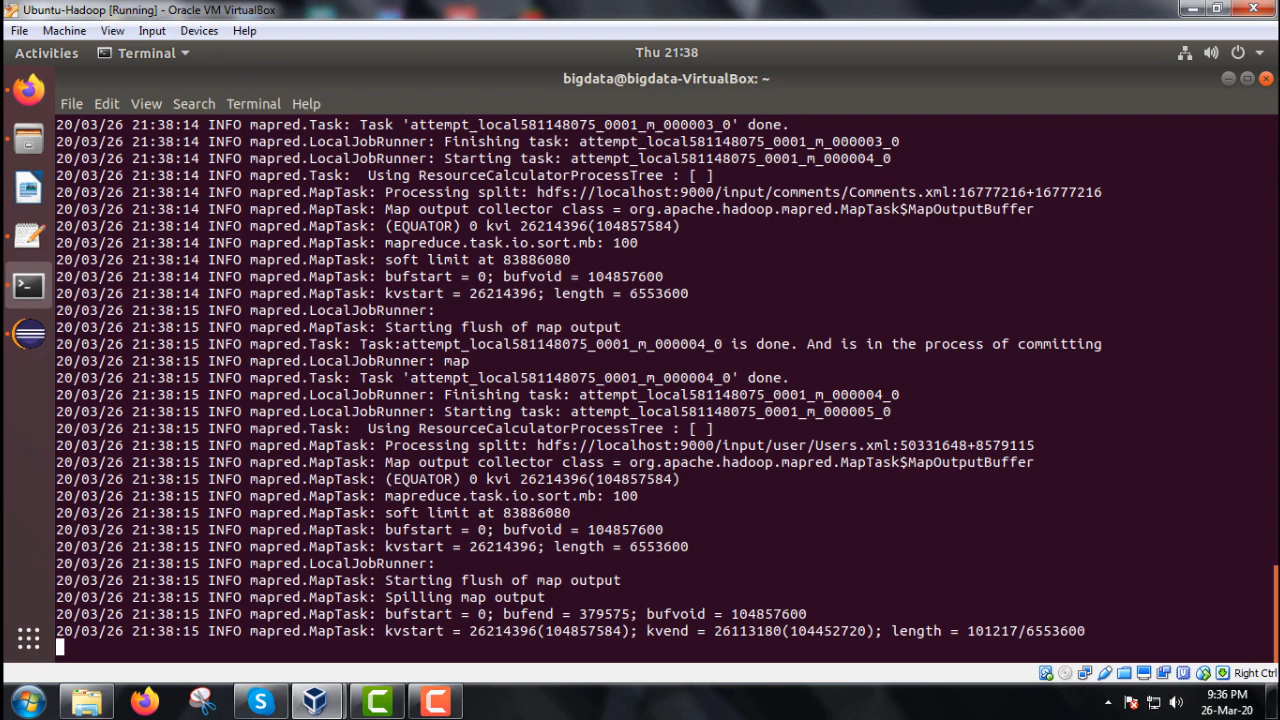 Ubuntu-Hadoop [Running] - Oracle VM VirtualBox
File Machine View Input Devices Help
Activities Terminal Thu 21:38
bigdata@bigdata-VirtualBox: ~
File Edit View Search Terminal Help
20/03/26 21:38:14 INFO mapred.Task: Task 'attempt_local581148075_0001_m_000003_0' done.
20/03/26 21:38:14 INFO mapred.LocalJobRunner: Finishing task: attempt_local581148075_0001_m_000003_0
20/03/26 21:38:14 INFO mapred.LocalJobRunner: Starting task: attempt_local581148075_0001_m_000004_0
20/03/26 21:38:14 INFO mapred.Task:  Using ResourceCalculatorProcessTree : [ ]
20/03/26 21:38:14 INFO mapred.MapTask: Processing split: hdfs://localhost:9000/input/comments/Comments.xml:16777216+16777216
20/03/26 21:38:14 INFO mapred.MapTask: Map output collector class = org.apache.hadoop.mapred.MapTask$MapOutputBuffer
20/03/26 21:38:14 INFO mapred.MapTask: (EQUATOR) 0 kvi 26214396(104857584)
20/03/26 21:38:14 INFO mapred.MapTask: mapreduce.task.io.sort.mb: 100
20/03/26 21:38:14 INFO mapred.MapTask: soft limit at 83886080
20/03/26 21:38:14 INFO mapred.MapTask: bufstart = 0; bufvoid = 104857600
20/03/26 21:38:14 INFO mapred.MapTask: kvstart = 26214396; length = 6553600
20/03/26 21:38:15 INFO mapred.LocalJobRunner:
20/03/26 21:38:15 INFO mapred.MapTask: Starting flush of map output
20/03/26 21:38:15 INFO mapred.Task: Task:attempt_local581148075_0001_m_000004_0 is done. And is in the process of committing
20/03/26 21:38:15 INFO mapred.LocalJobRunner: map
20/03/26 21:38:15 INFO mapred.Task: Task 'attempt_local581148075_0001_m_000004_0' done.
20/03/26 21:38:15 INFO mapred.LocalJobRunner: Finishing task: attempt_local581148075_0001_m_000004_0
20/03/26 21:38:15 INFO mapred.LocalJobRunner: Starting task: attempt_local581148075_0001_m_000005_0
20/03/26 21:38:15 INFO mapred.Task:  Using ResourceCalculatorProcessTree : [ ]
20/03/26 21:38:15 INFO mapred.MapTask: Processing split: hdfs://localhost:9000/input/user/Users.xml:50331648+8579115
20/03/26 21:38:15 INFO mapred.MapTask: Map output collector class = org.apache.hadoop.mapred.MapTask$MapOutputBuffer
20/03/26 21:38:15 INFO mapred.MapTask: (EQUATOR) 0 kvi 26214396(104857584)
20/03/26 21:38:15 INFO mapred.MapTask: mapreduce.task.io.sort.mb: 100
20/03/26 21:38:15 INFO mapred.MapTask: soft limit at 83886080
20/03/26 21:38:15 INFO mapred.MapTask: bufstart = 0; bufvoid = 104857600
20/03/26 21:38:15 INFO mapred.MapTask: kvstart = 26214396; length = 6553600
20/03/26 21:38:15 INFO mapred.LocalJobRunner:
20/03/26 21:38:15 INFO mapred.MapTask: Starting flush of map output
20/03/26 21:38:15 INFO mapred.MapTask: Spilling map output
20/03/26 21:38:15 INFO mapred.MapTask: bufstart = 0; bufend = 379575; bufvoid = 104857600
20/03/26 21:38:15 INFO mapred.MapTask: kvstart = 26214396(104857584); kvend = 26113180(104452720); length = 101217/6553600
Right Ctrl
9:36 PM
26-Mar-20